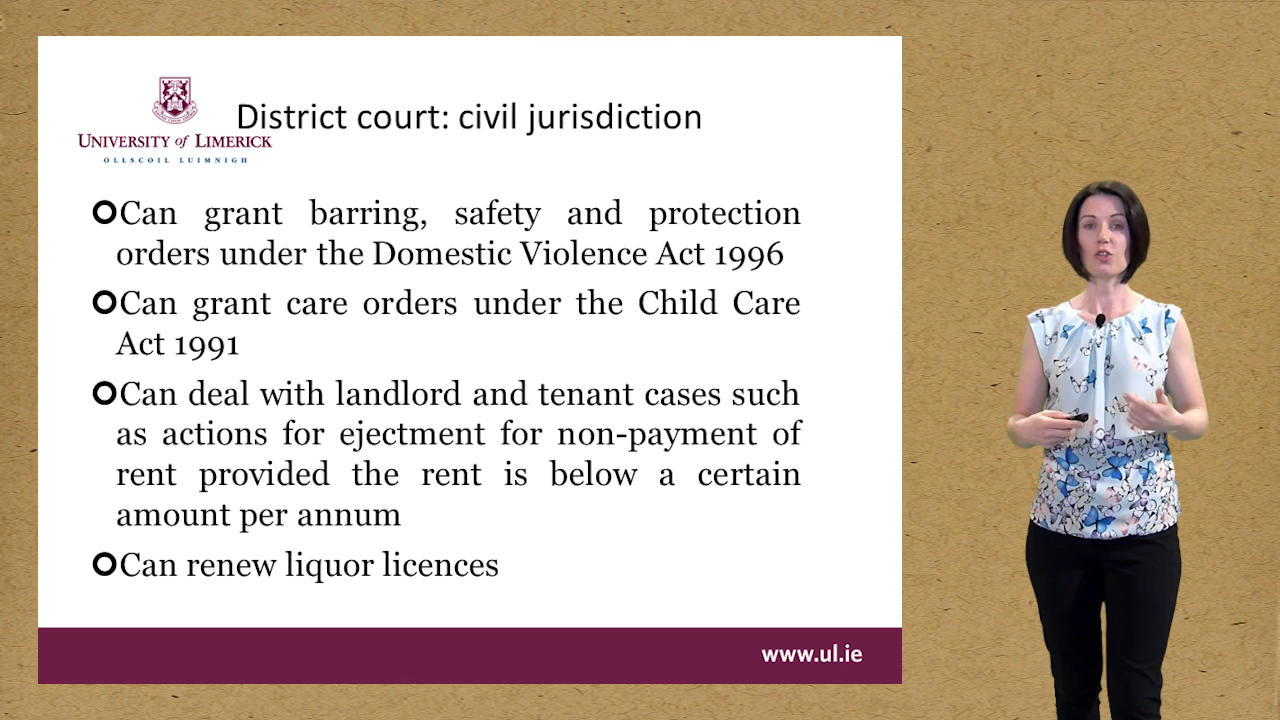 UNIVERSITY of LIMERICK
OLLSCOIL LUIMNIGH
District court: civil jurisdiction
Can grant barring, safety and protection
orders under the Domestic Violence Act 1996
Can grant care orders under the Child Care
Act 1991
Can deal with landlord and tenant cases such
as actions for ejectment for non-payment of
rent provided the rent is below a certain
amount per annum
Can renew liquor licences
www.ul.ie